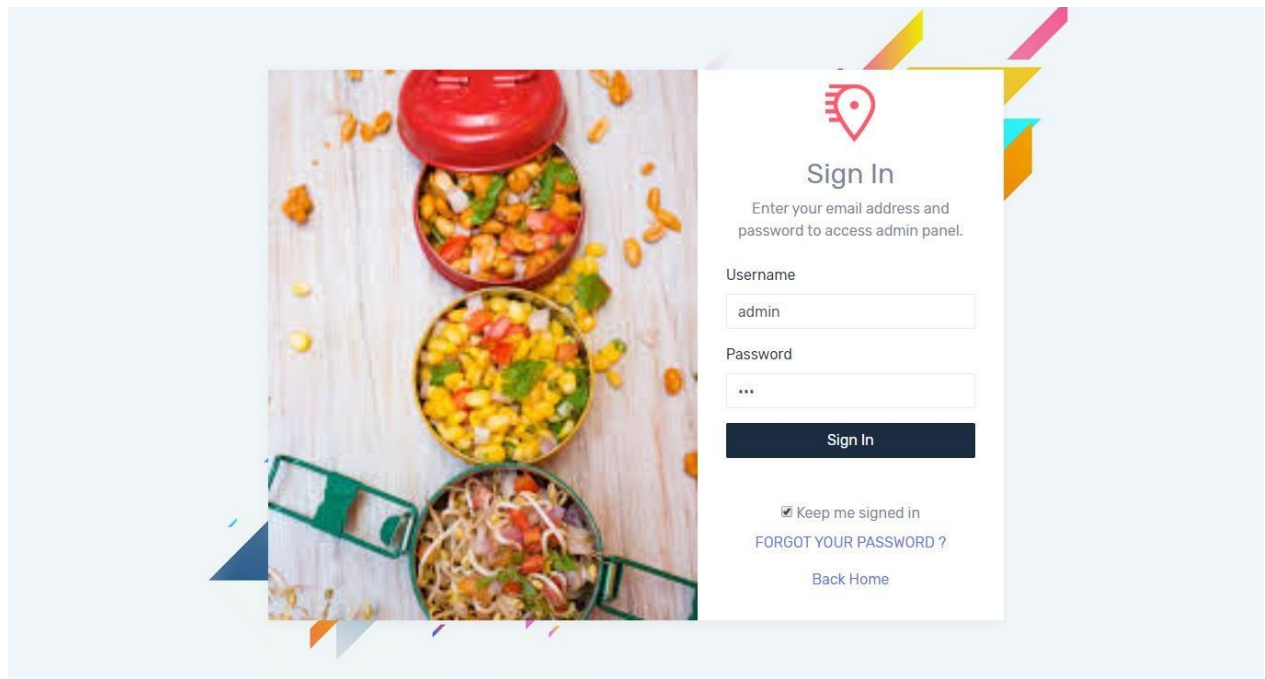 Sign In
Enter your email address and
password to access admin panel.
Username
admin
Password
•••
Sign In
Keep me signed in
FORGOT YOUR PASSWORD ?
Back Home